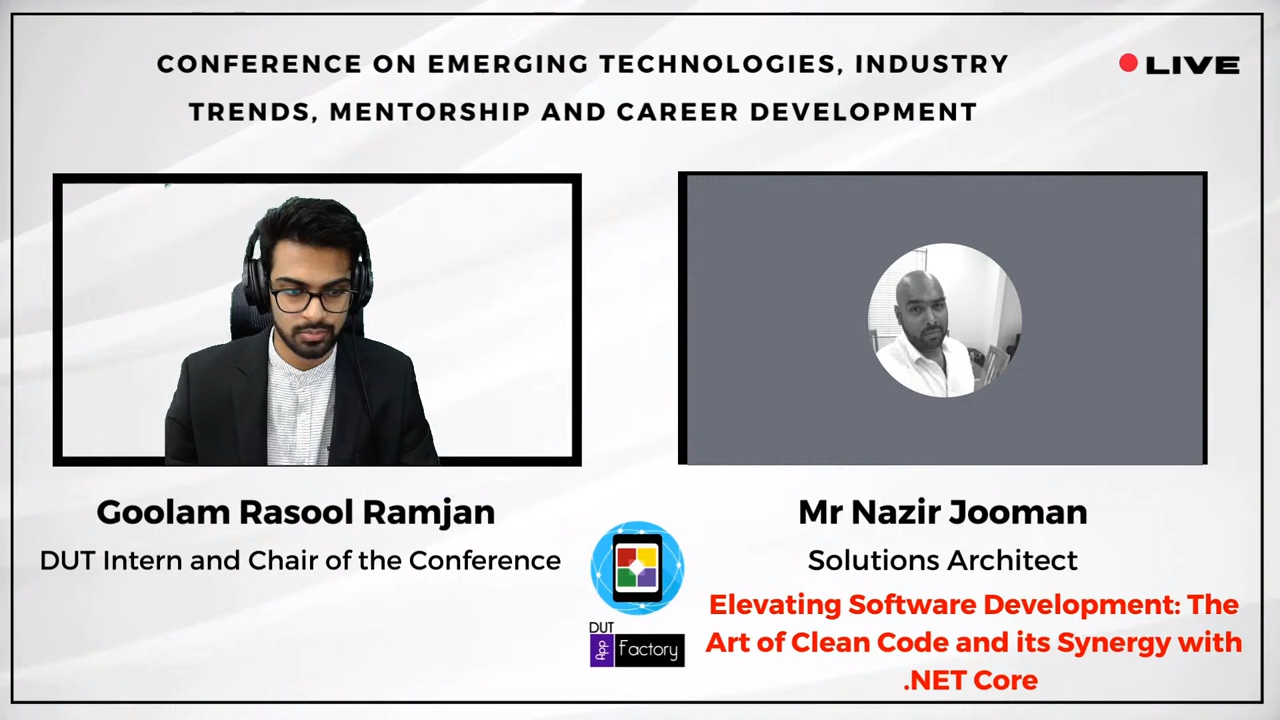 CONFERENCE ON EMERGING TECHNOLOGIES, INDUSTRY
TRENDS, MENTORSHIP AND CAREER DEVELOPMENT
LIVE
Goolam Rasool Ramjan
DUT Intern and Chair of the Conference
Mr Nazir Jooman
Solutions Architect
Elevating Software Development: The
Art of Clean Code and its Synergy with
.NET Core
DUT
App Factory